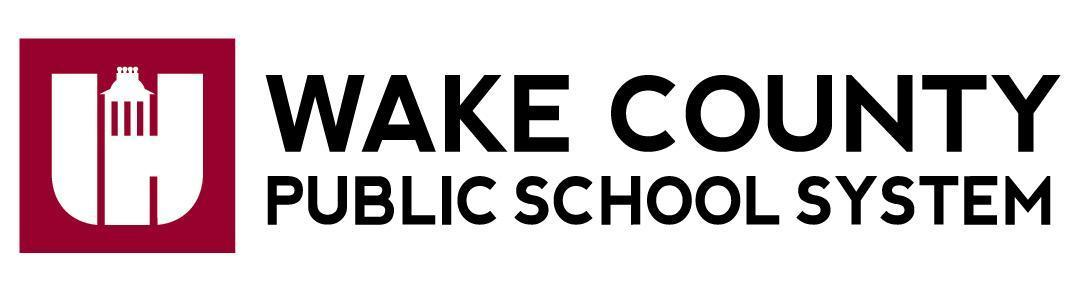 WAKE COUNTY
PUBLIC SCHOOL SYSTEM